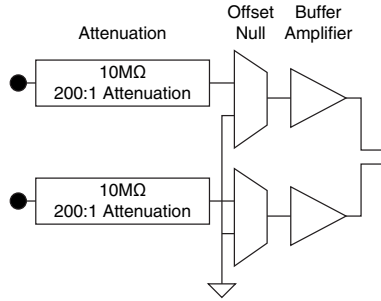 Attenuation
Offset
Null
Buffer
Amplifier
10MΩ
200:1 Attenuation
10MΩ
200:1 Attenuation